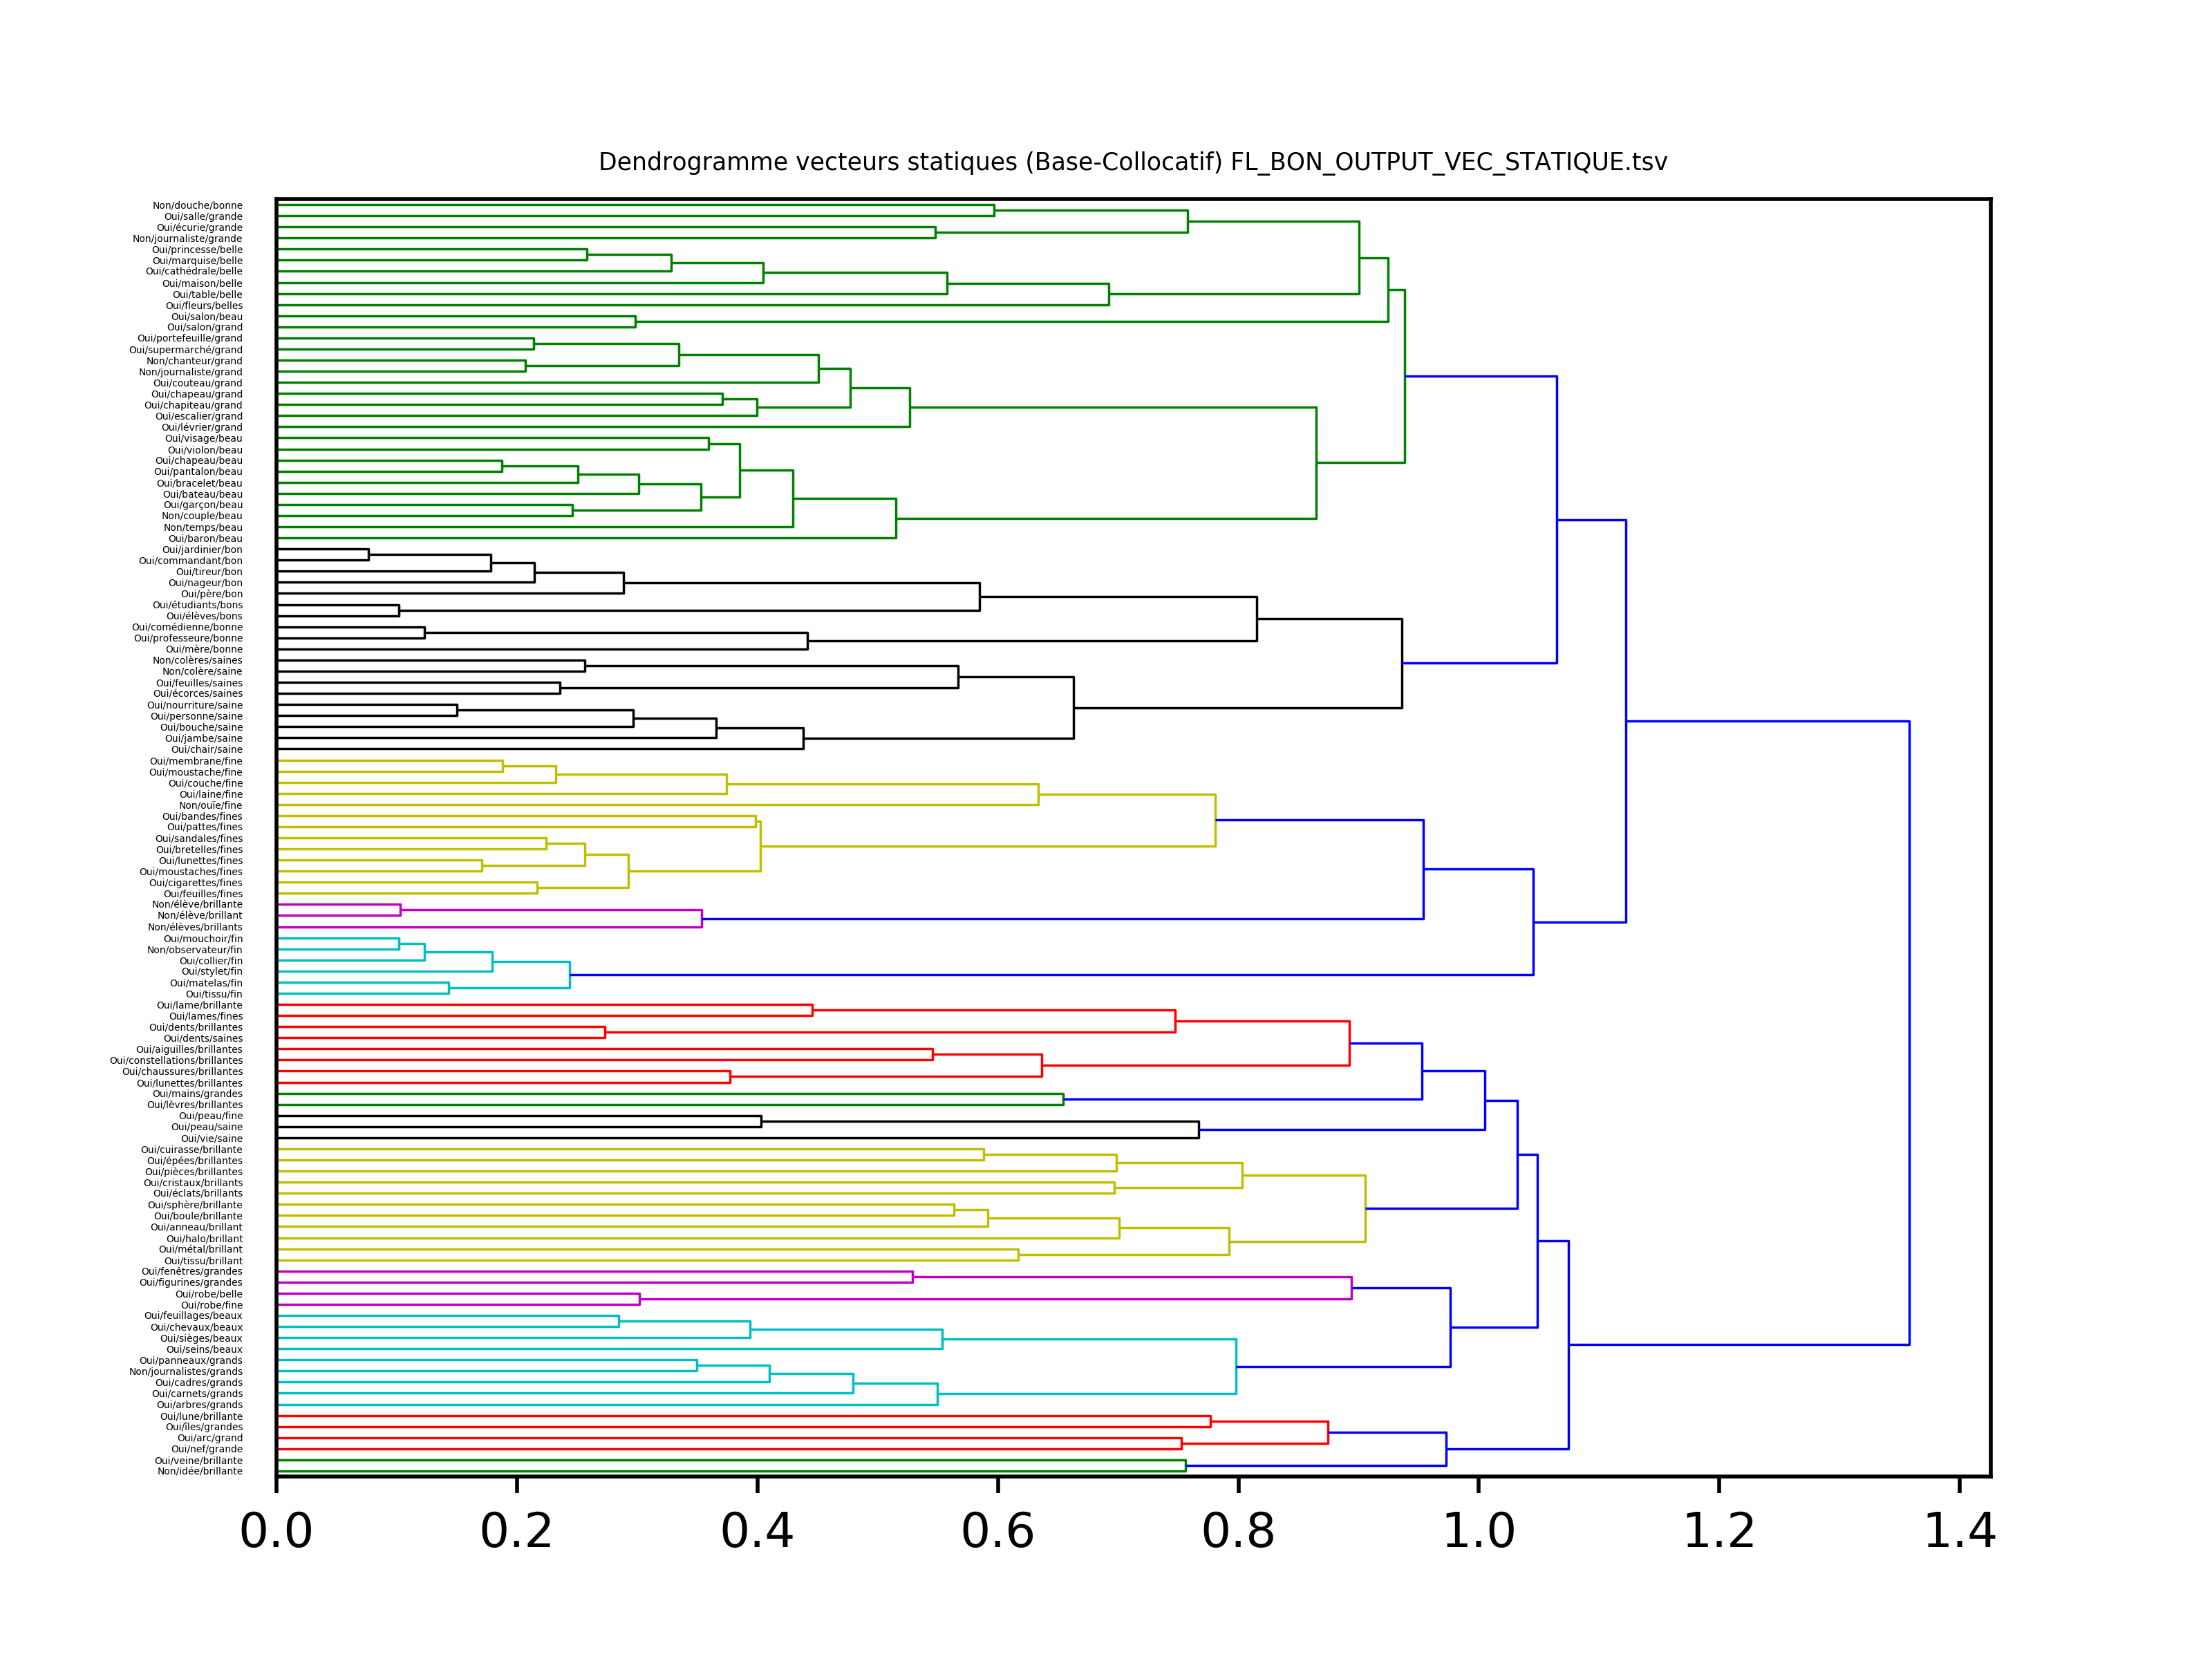 Dendrogramme vecteurs statiques (Base-Collocatif) FL_BON_OUTPUT_VEC_STATIQUE.tsv
Non/douche/bonne
Oui/salle/grande
Oui/écurie/grande
Non/journaliste/grande
Oui/princesse/belle
Oui/marquise/belle
Oui/cathédrale/belle
Oui/maison/belle
Oui/table/belle
Oui/fleurs/belles
Oui/salon/beau
Oui/salon/grand
Oui/portefeuille/grand
Oui/supermarché/grand
Non/chanteur/grand
Non/journaliste/grand
Oui/couteau/grand
Oui/chapeau/grand
Oui/chapiteau/grand
Oui/escalier/grand
Oui/lévrier/grand
Oui/visage/beau
Oui/violon/beau
Oui/chapeau/beau
Oui/pantalon/beau
Oui/bracelet/beau
Oui/bateau/beau
Oui/garçon/beau
Non/couple/beau
Non/temps/beau
Oui/baron/beau
Oui/jardinier/bon
Oui/commandant/bon
Oui/tireur/bon
Oui/nageur/bon
Oui/père/bon
Oui/étudiants/bons
Oui/élèves/bons
Oui/comédienne/bonne
Oui/professeure/bonne
Oui/mère/bonne
Non/colères/saines
Non/colère/saine
Oui/feuilles/saines
Oui/écorces/saines
Oui/nourriture/saine
Oui/personne/saine
Oui/bouche/saine
Oui/jambe/saine
Oui/chair/saine
Oui/membrane/fine
Oui/moustache/fine
Oui/couche/fine
Oui/laine/fine
Non/ouïe/fine
Oui/bandes/fines
Oui/pattes/fines
Oui/sandales/fines
Oui/bretelles/fines
Oui/lunettes/fines
Oui/moustaches/fines
Oui/cigarettes/fines
Oui/feuilles/fines
Non/élève/brillante
Non/élève/brillant
Non/élèves/brillants
Oui/mouchoir/fin
Non/observateur/fin
Oui/collier/fin
Oui/stylet/fin
Oui/matelas/fin
Oui/tissu/fin
Oui/lame/brillante
Oui/lames/fines
Oui/dents/brillantes
Oui/dents/saines
Oui/aiguilles/brillantes
Oui/constellations/brillantes
Oui/chaussures/brillantes
Oui/lunettes/brillantes
Oui/mains/grandes
Oui/lèvres/brillantes
Oui/peau/fine
Oui/peau/saine
Oui/vie/saine
Oui/cuirasse/brillante
Oui/épées/brillantes
Oui/pièces/brillantes
Oui/cristaux/brillants
Oui/éclats/brillants
Oui/sphère/brillante
Oui/boule/brillante
Oui/anneau/brillant
Oui/halo/brillant
Oui/métal/brillant
Oui/tissu/brillant
Oui/fenêtres/grandes
Oui/figurines/grandes
Oui/robe/belle
Oui/robe/fine
Oui/feuillages/beaux
Oui/chevaux/beaux
Oui/sièges/beaux
Oui/seins/beaux
Oui/panneaux/grands
Non/journalistes/grands
Oui/cadres/grands
Oui/carnets/grands
Oui/arbres/grands
Oui/lune/brillante
Oui/îles/grandes
Oui/arc/grand
Oui/nef/grande
Oui/veine/brillante
Non/idée/brillante
0.0 0.2 0.4 0.6 0.8 1.0 1.2 1.4